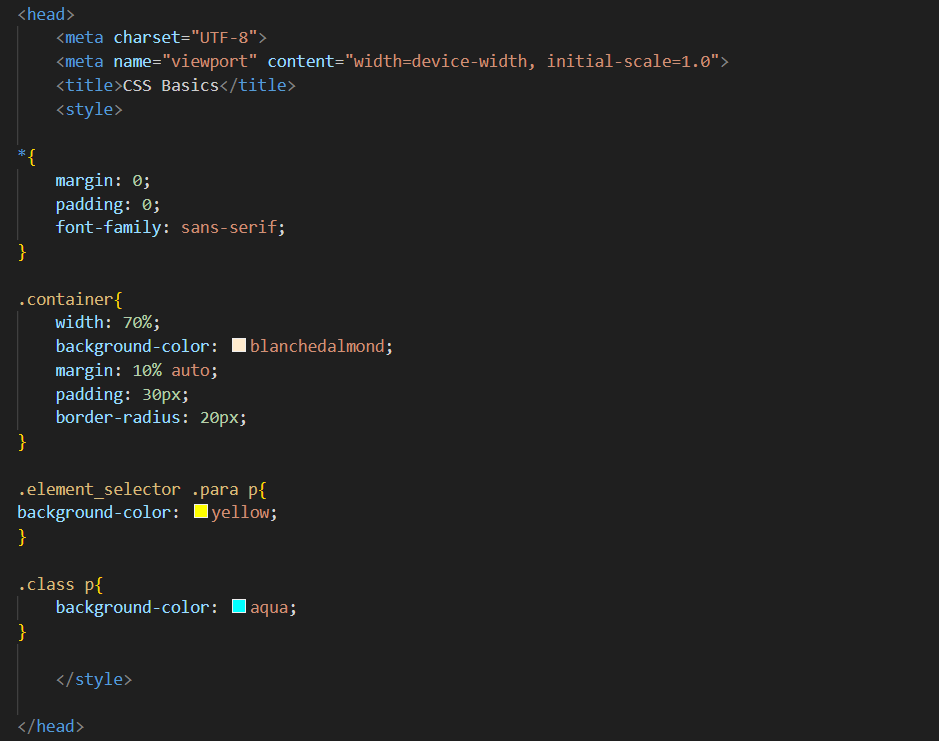 <head>
    <meta charset="UTF-8">
    <meta name="viewport" content="width=device-width, initial-scale=1.0">
    <title>CSS Basics</title>
    <style>

*{
    margin: 0;
    padding: 0;
    font-family: sans-serif;
}

.container{
    width: 70%;
    background-color: blanchedalmond;
    margin: 10% auto;
    padding: 30px;
    border-radius: 20px;
}

.element_selector .para p{
background-color: yellow;
}

.class p{
    background-color: aqua;
}

    </style>

</head>